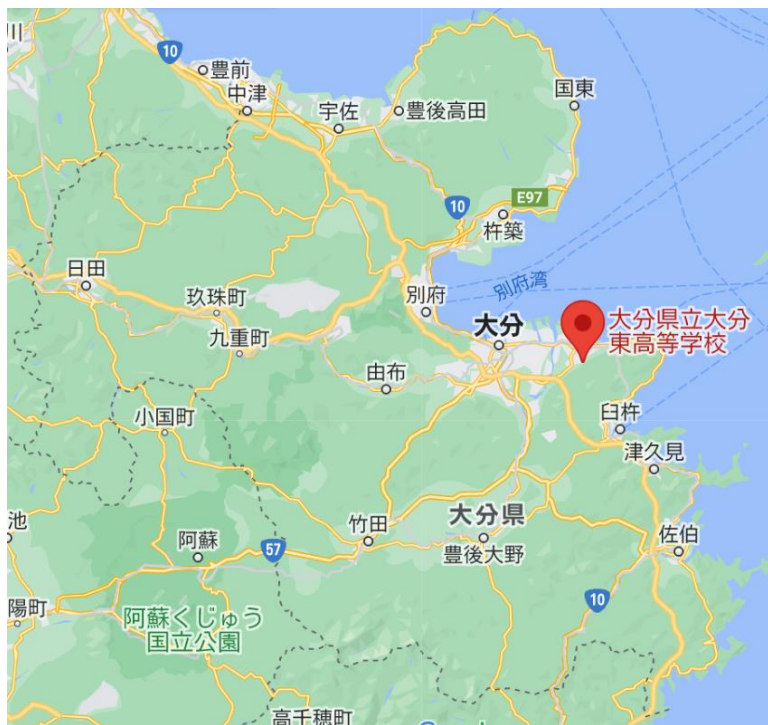 川
10
豊前
中津
宇佐
豊後高田
国東
10
E97
杵築
日田
玖珠町
別府
別府湾
九重町
大分
大分県立大分
東高等学校
由布
小国町
臼杵
津久見
池
阿蘇
竹田
大分県
豊後大野
佐伯
57
10
陽町
阿蘇くじゅう
国立公園
高千穂町